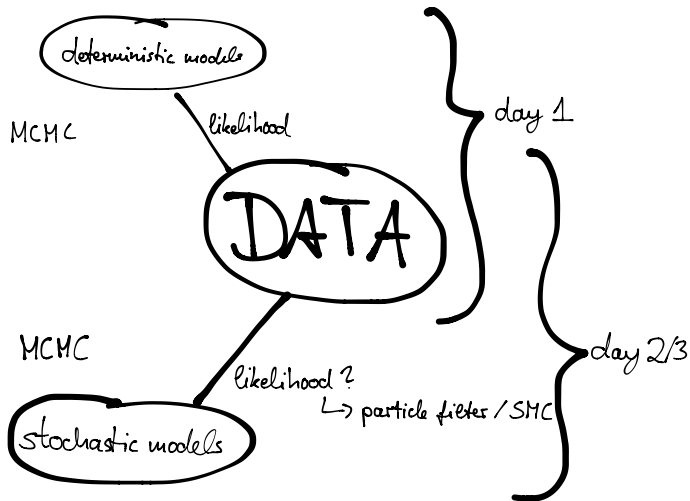 deterministic models
day 1
MCMC
likelihood
DATA
MCMC
day 2/3
likelihood?
↳ particle filter / SMC
stochastic models